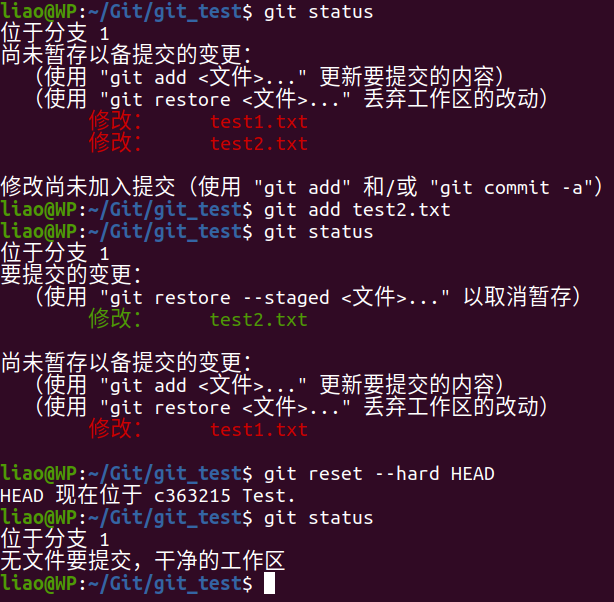 liao@WP:~/Git/git_test$ git status
位于分支 1
尚未暂存以备提交的变更：
（使用 "git add <文件>..." 更新要提交的内容）
（使用 "git restore <文件>..." 丢弃工作区的改动）
修改： test1.txt
修改： test2.txt
修改尚未加入提交（使用 "git add" 和/或 "git commit -a"）
liao@WP:~/Git/git_test$ git add test2.txt
liao@WP:~/Git/git_test$ git status
位于分支 1
要提交的变更：
（使用 "git restore --staged <文件>..." 以取消暂存）
修改： test2.txt
尚未暂存以备提交的变更：
（使用 "git add <文件>..." 更新要提交的内容）
（使用 "git restore <文件>..." 丢弃工作区的改动）
修改： test1.txt
liao@WP:~/Git/git_test$ git reset --hard HEAD
HEAD 现在位于 c363215 Test.
liao@WP:~/Git/git_test$ git status
位于分支 1
无文件要提交，干净的工作区
liao@WP:~/Git/git_test$